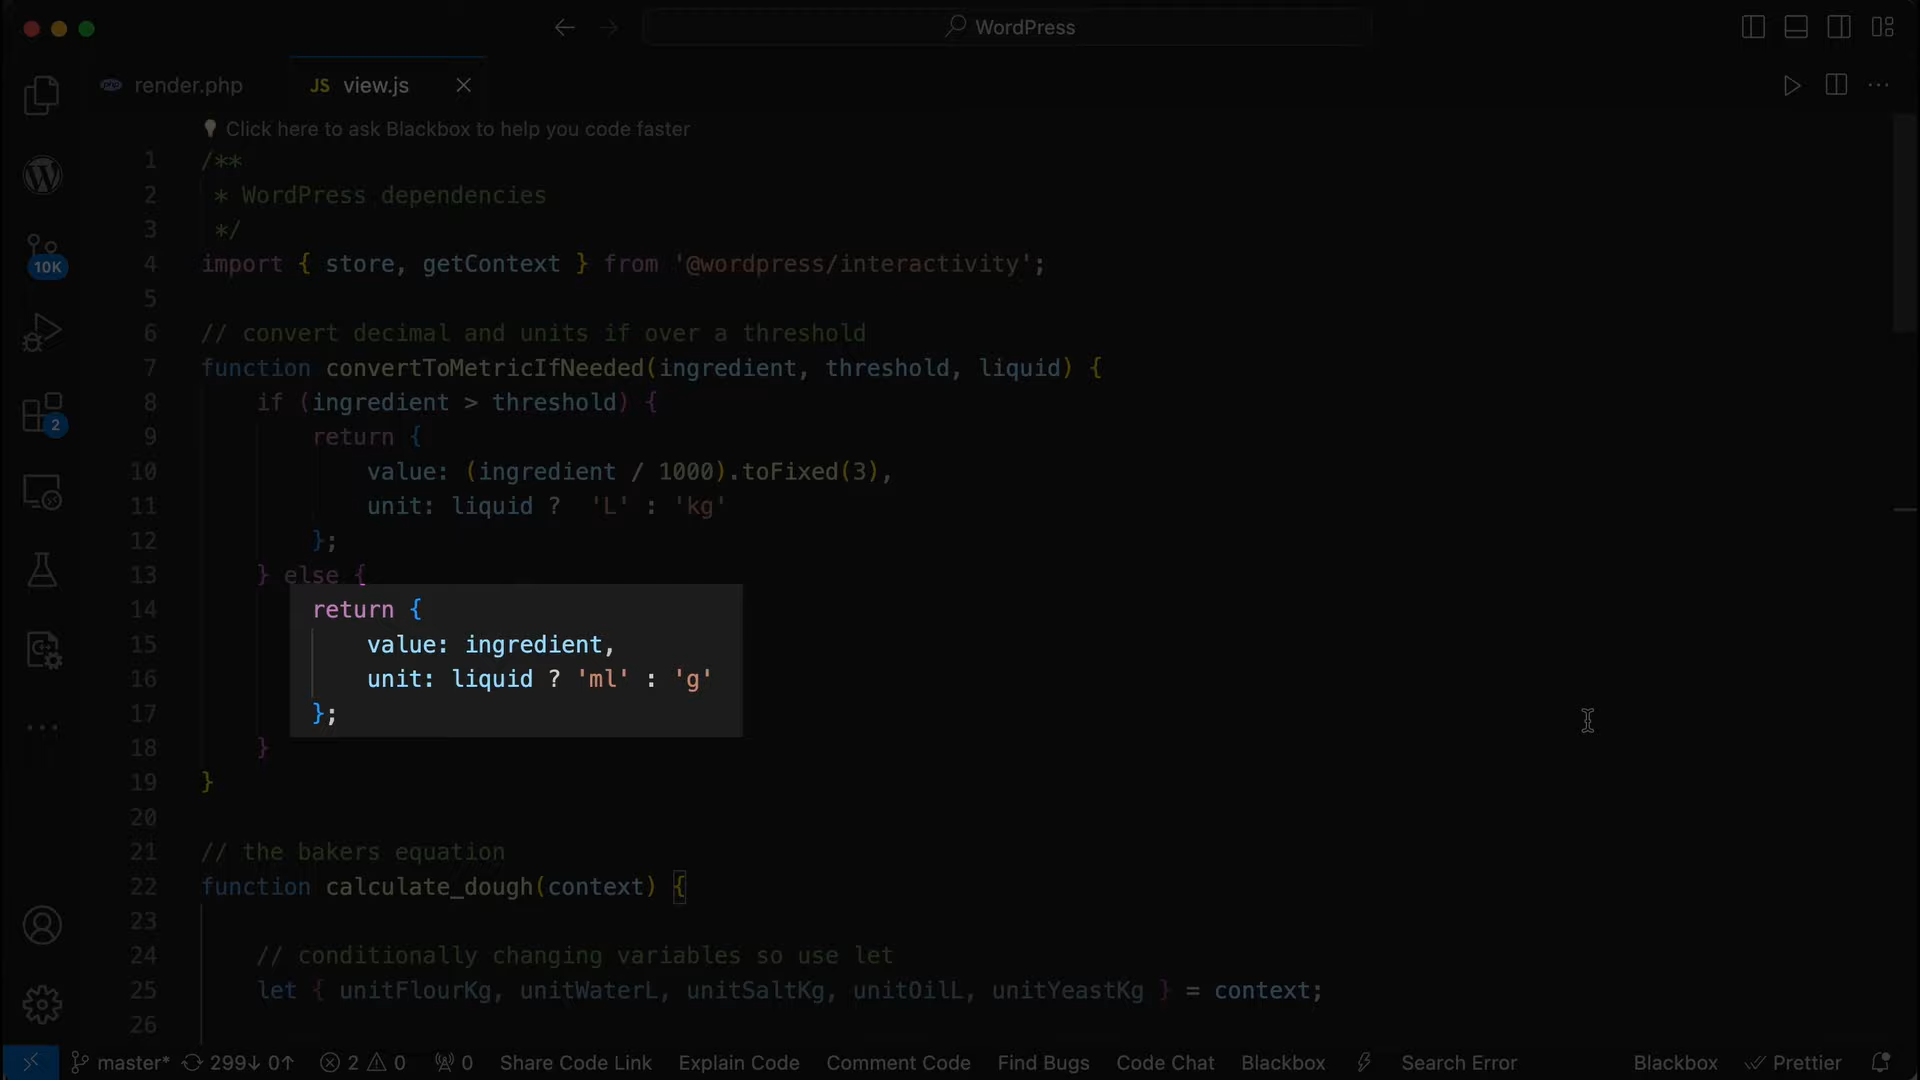 WordPress
render.php
JS view.js
Click here to ask Blackbox to help you code faster
1 /**
2 * WordPress dependencies
3 */
4 import { store, getContext } from '@wordpress/interactivity';
5
6 // convert decimal and units if over a threshold
7 function convertToMetricIfNeeded(ingredient, threshold, liquid) {
8 if (ingredient > threshold) {
9 return {
10 value: (ingredient / 1000).toFixed(3),
11 unit: liquid ?  'L' : 'kg'
12 };
13 } else {
14 return {
15 value: ingredient,
16 unit: liquid ? 'ml' : 'g'
17 };
18 }
19 }
20
21 // the bakers equation
22 function calculate_dough(context) {
23
24 // conditionally changing variables so use let
25 let { unitFlourKg, unitWaterL, unitSaltKg, unitOilL, unitYeastKg } = context;
26
10K
2
master* 299↓ 0↑ 2 0 0 Share Code Link Explain Code Comment Code Find Bugs Code Chat Blackbox Search Error Blackbox Prettier